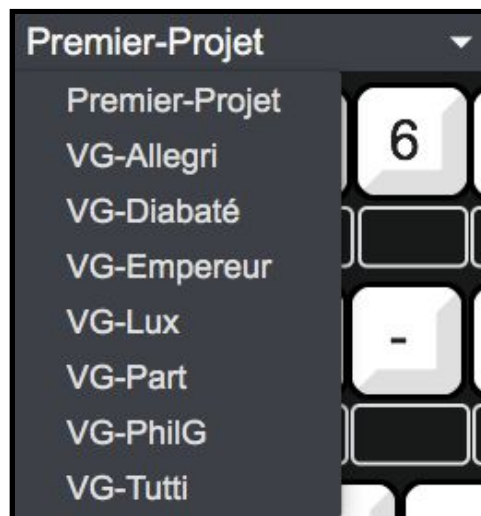 Premier-Projet
Premier-Projet
VG-Allegri
VG-Diabaté
VG-Empereur
VG-Lux
VG-Part
VG-PhilG
VG-Tutti
6
-